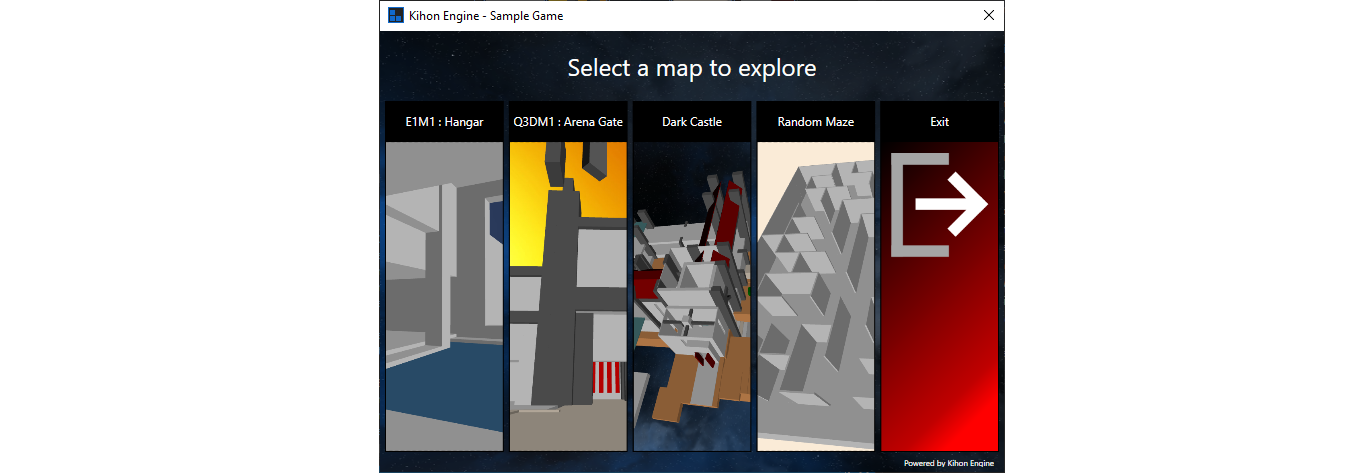 Kihon Engine - Sample Game
Select a map to explore
E1M1 : Hangar
Q3DM1 : Arena Gate
Dark Castle
Random Maze
Exit
Powered by Kihon Engine